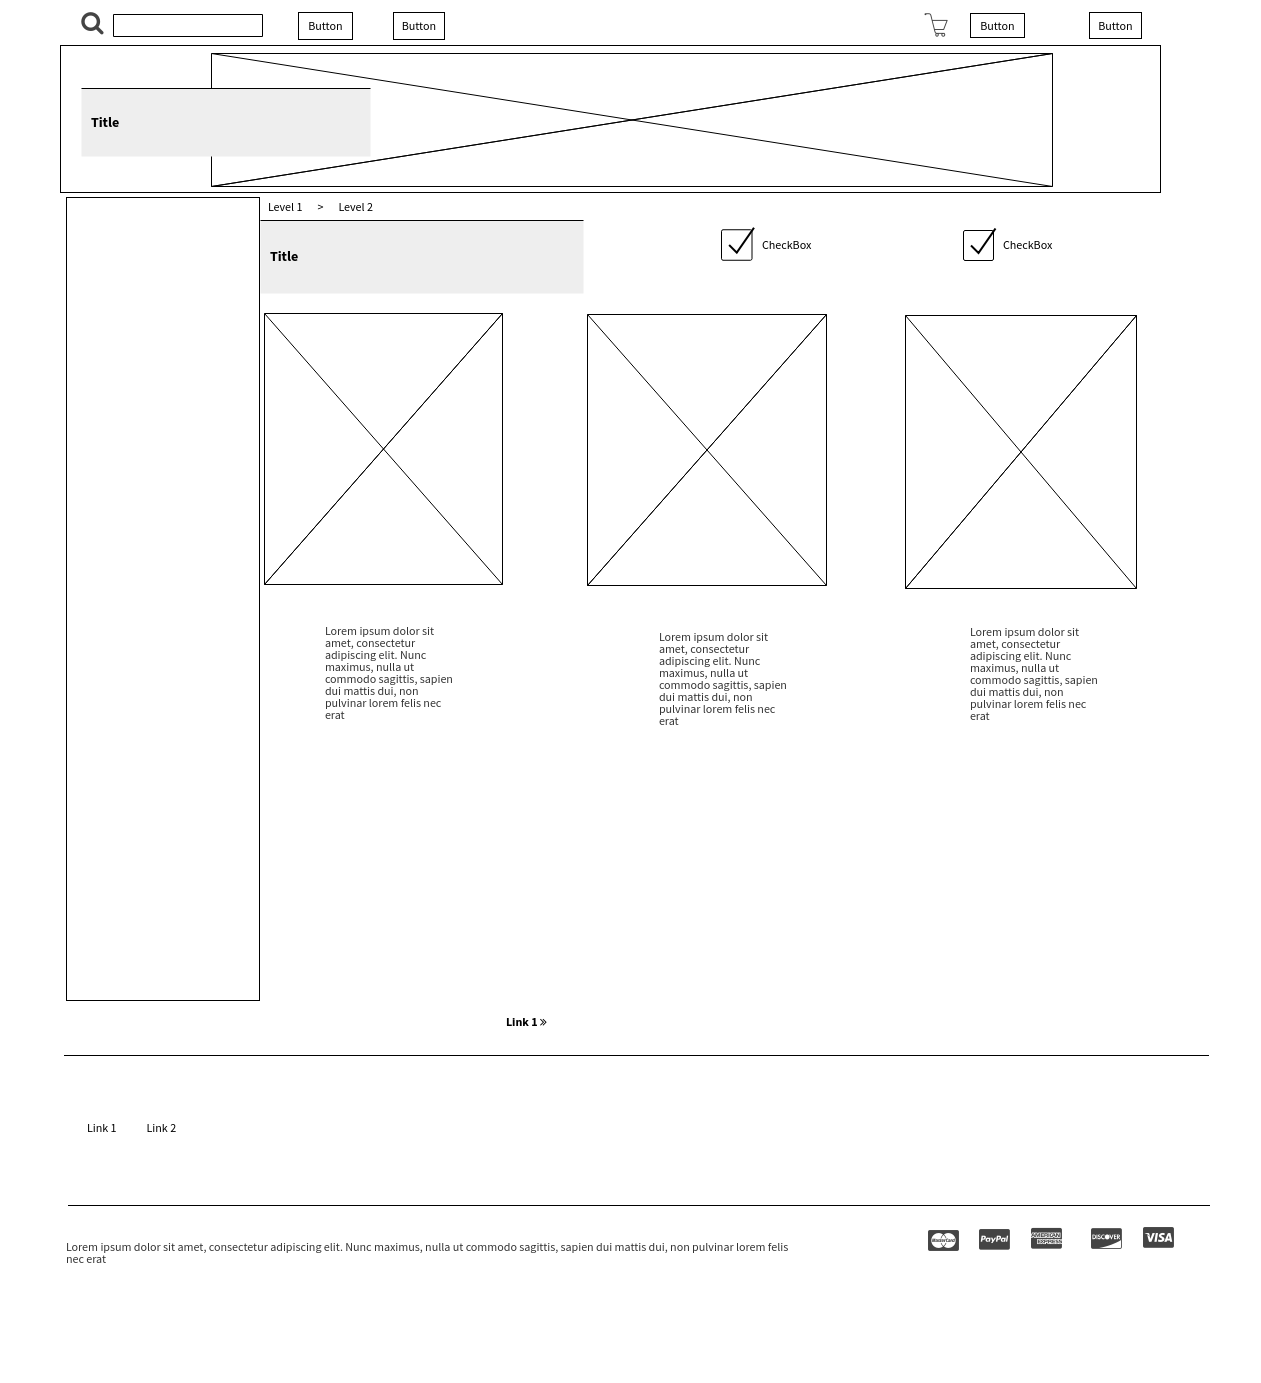 Button
Button
Button
Button
Title
Level 1 > Level 2
Title
CheckBox
CheckBox
Lorem ipsum dolor sit
amet, consectetur
adipiscing elit. Nunc
maximus, nulla ut
commodo sagittis, sapien
dui mattis dui, non
pulvinar lorem felis nec
erat
Lorem ipsum dolor sit
amet, consectetur
adipiscing elit. Nunc
maximus, nulla ut
commodo sagittis, sapien
dui mattis dui, non
pulvinar lorem felis nec
erat
Lorem ipsum dolor sit
amet, consectetur
adipiscing elit. Nunc
maximus, nulla ut
commodo sagittis, sapien
dui mattis dui, non
pulvinar lorem felis nec
erat
Link 1 »
Link 1
Link 2
Lorem ipsum dolor sit amet, consectetur adipiscing elit. Nunc maximus, nulla ut commodo sagittis, sapien dui mattis dui, non pulvinar lorem felis
nec erat
MasterCard
PayPal
AMERICAN
EXPRESS
DISCOVER
VISA